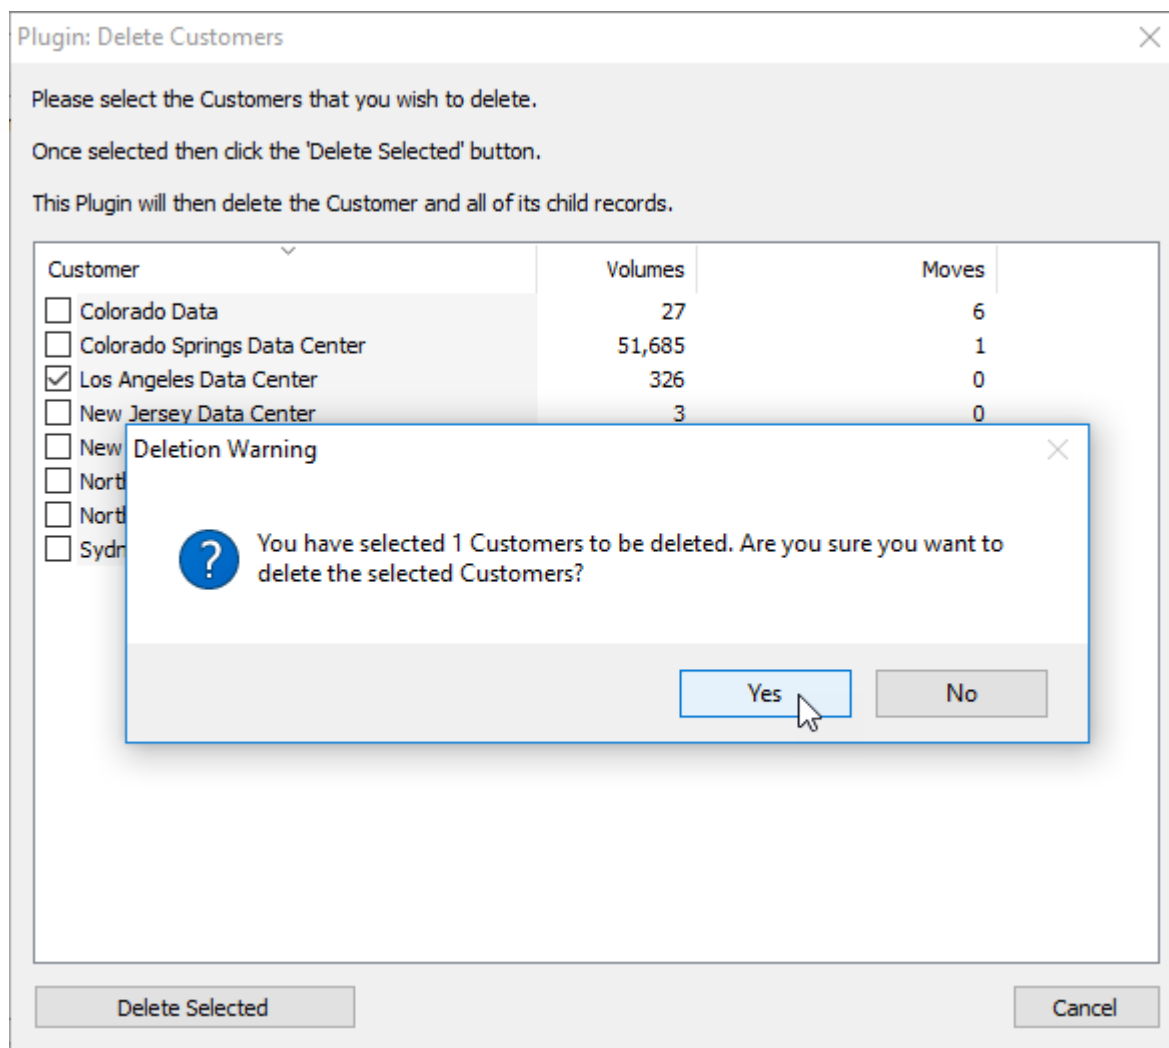 Plugin: Delete Customers
Please select the Customers that you wish to delete.
Once selected then click the 'Delete Selected' button.
This Plugin will then delete the Customer and all of its child records.
Customer Volumes Moves
Colorado Data 27 6
Colorado Springs Data Center 51,685 1
Los Angeles Data Center 326 0
New Jersey Data Center 3 0
New
Deletion Warning
You have selected 1 Customers to be deleted. Are you sure you want to
delete the selected Customers?
Yes No
Delete Selected Cancel